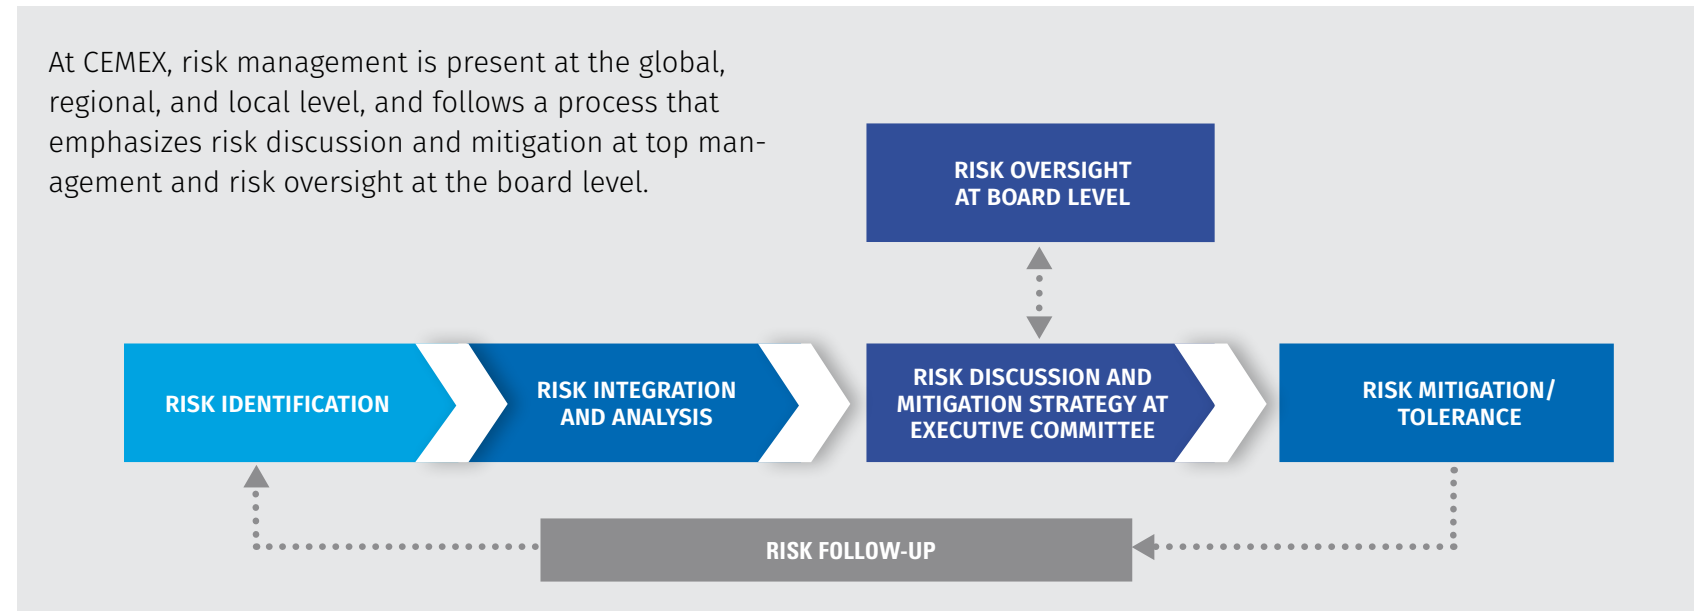 At CEMEX, risk management is present at the global,
regional, and local level, and follows a process that
emphasizes risk discussion and mitigation at top man-
agement and risk oversight at the board level.
RISK OVERSIGHT
AT BOARD LEVEL
RISK IDENTIFICATION
RISK INTEGRATION
AND ANALYSIS
RISK DISCUSSION AND
MITIGATION STRATEGY AT
EXECUTIVE COMMITTEE
RISK MITIGATION/
TOLERANCE
RISK FOLLOW-UP